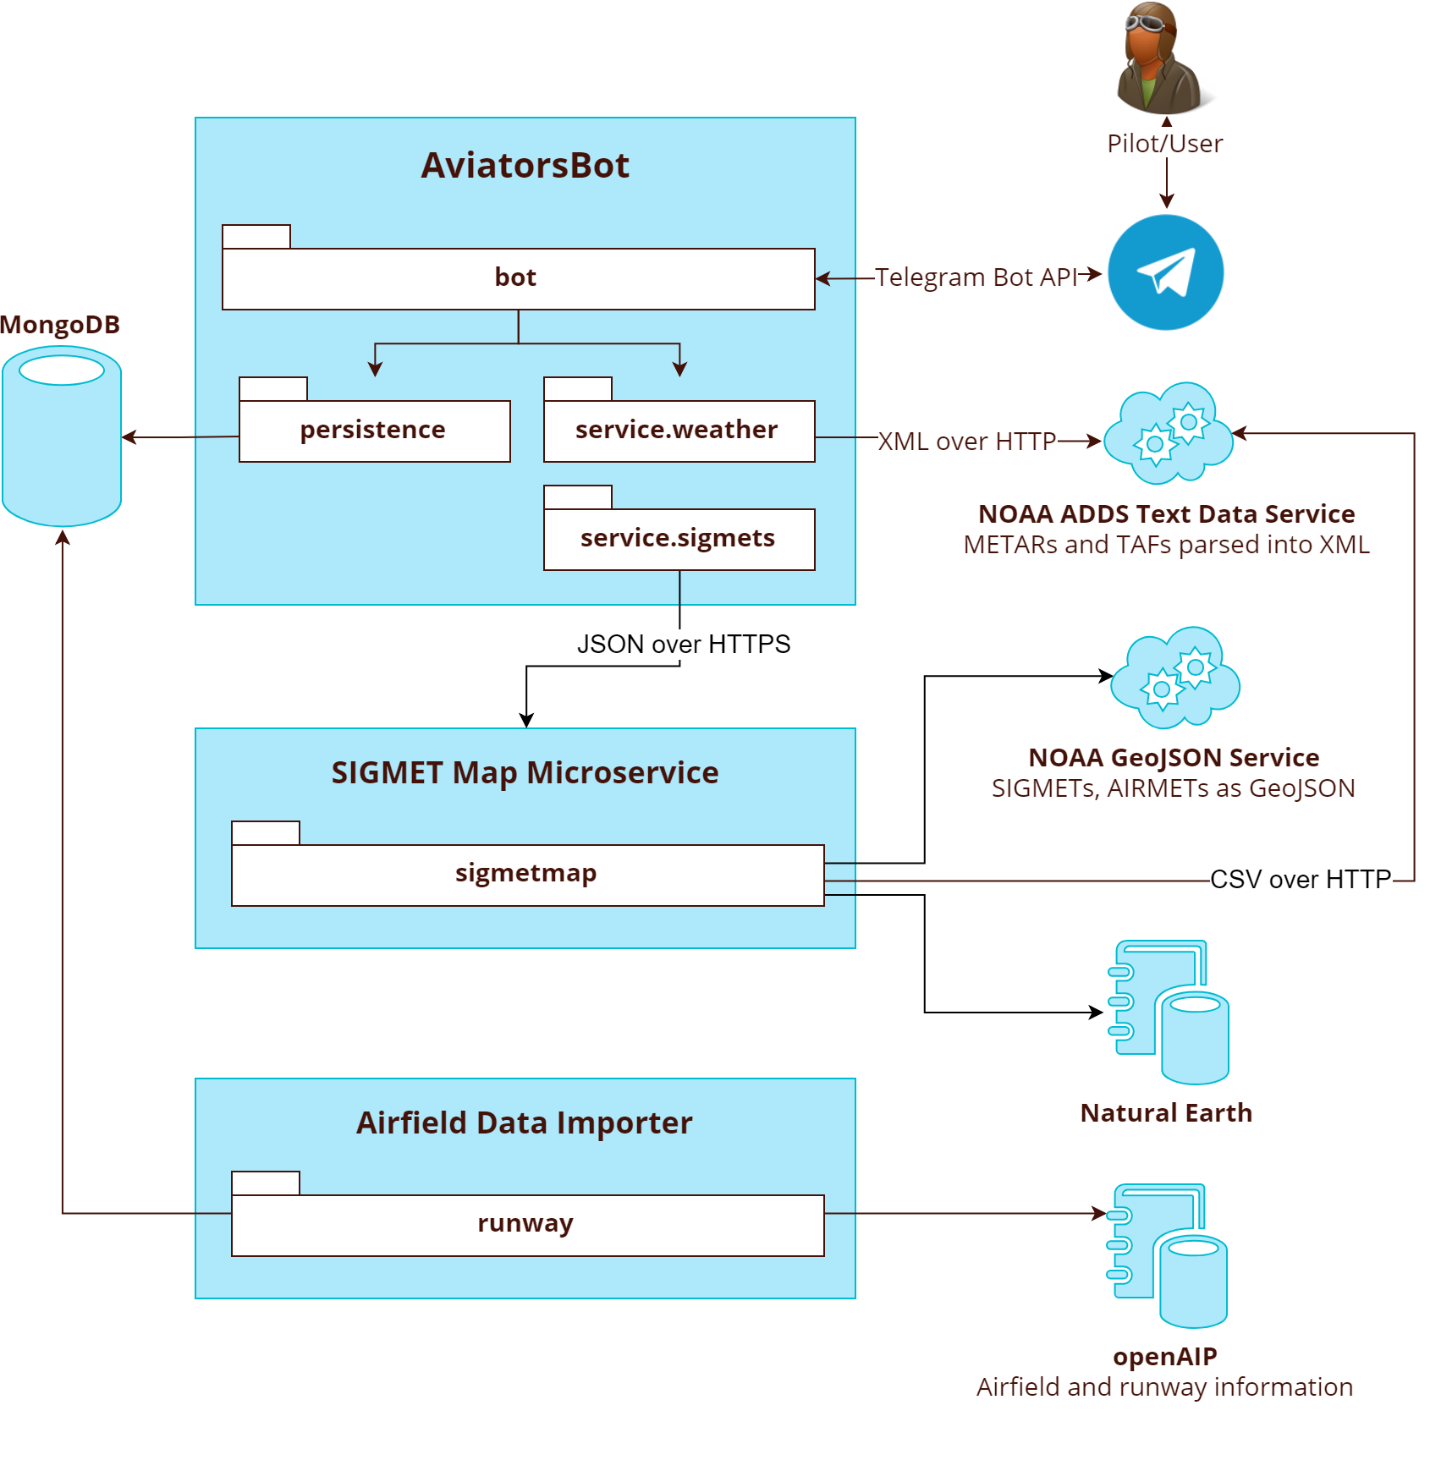 Pilot/User
AviatorsBot
bot
Telegram Bot API
MongoDB
persistence
service.weather
XML over HTTP
NOAA ADDS Text Data Service
METARs and TAFs parsed into XML
service.sigmets
JSON over HTTPS
NOAA GeoJSON Service
SIGMETs, AIRMETs as GeoJSON
SIGMET Map Microservice
sigmetmap
CSV over HTTP
Natural Earth
Airfield Data Importer
runway
openAIP
Airfield and runway information